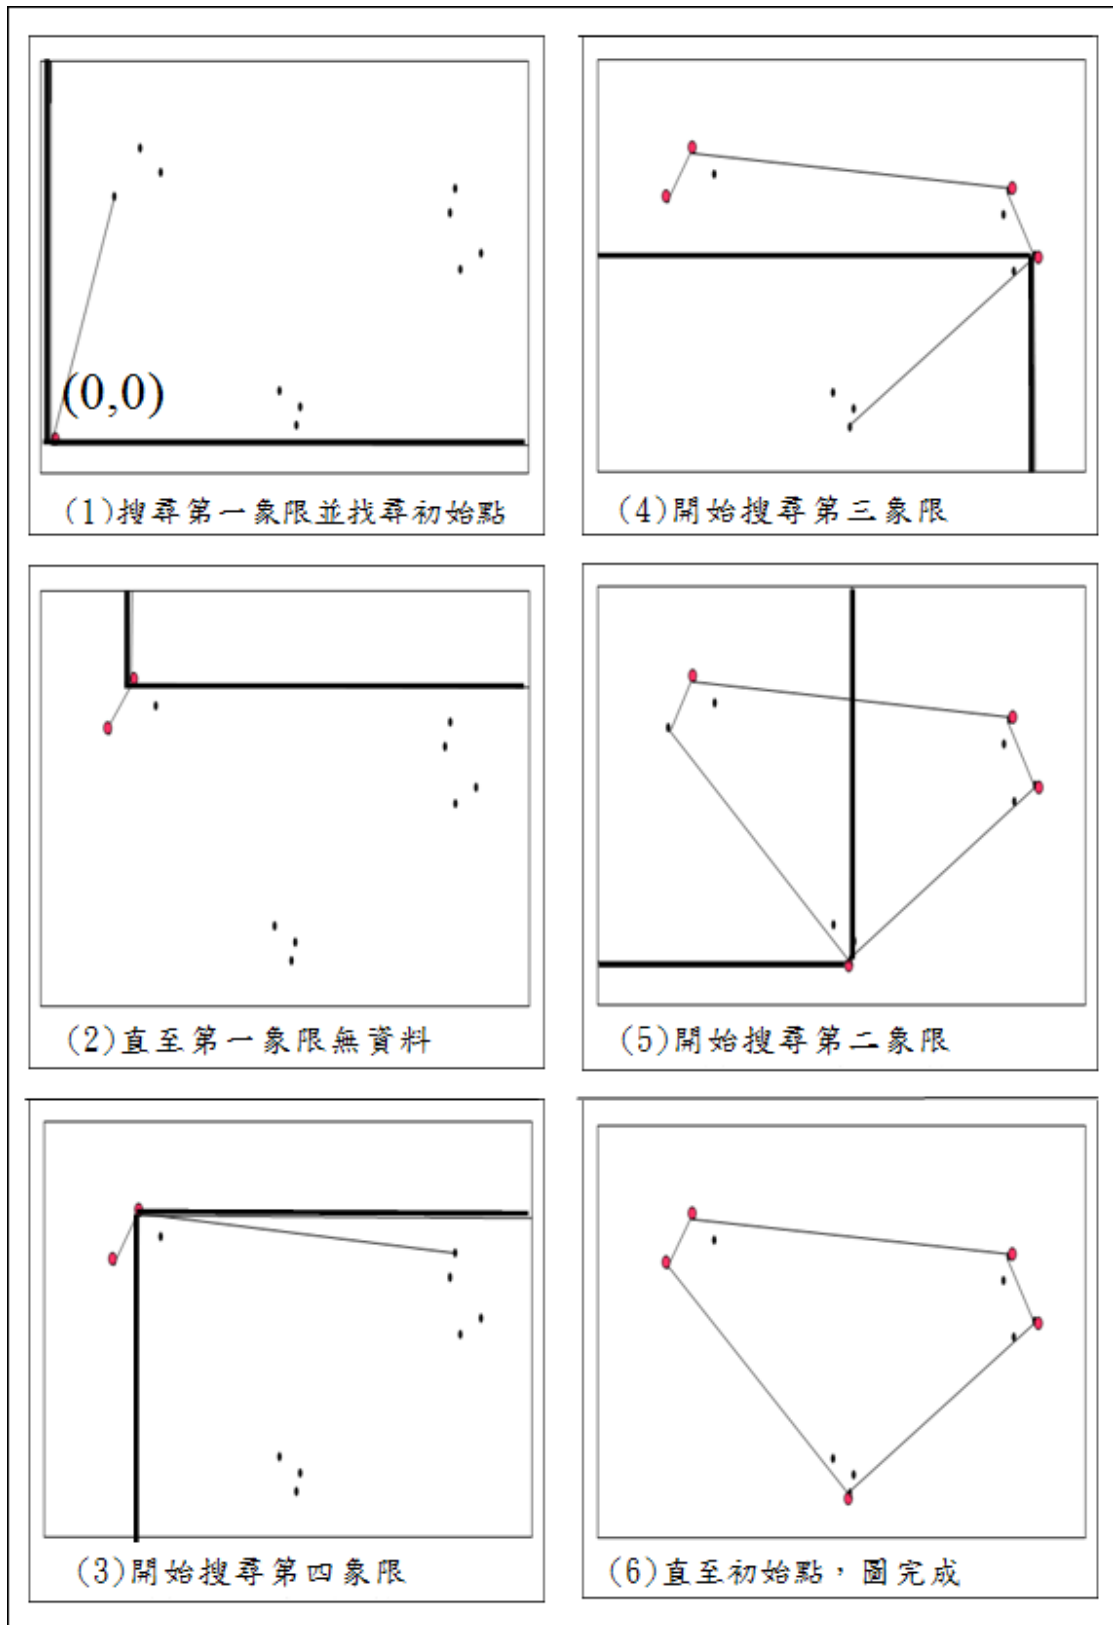 (0,0)
(1)搜尋第一象限並找尋初始點
(2)直至第一象限無資料
(3)開始搜尋第四象限
(4)開始搜尋第三象限
(5)開始搜尋第二象限
(6)直至初始點，圖完成